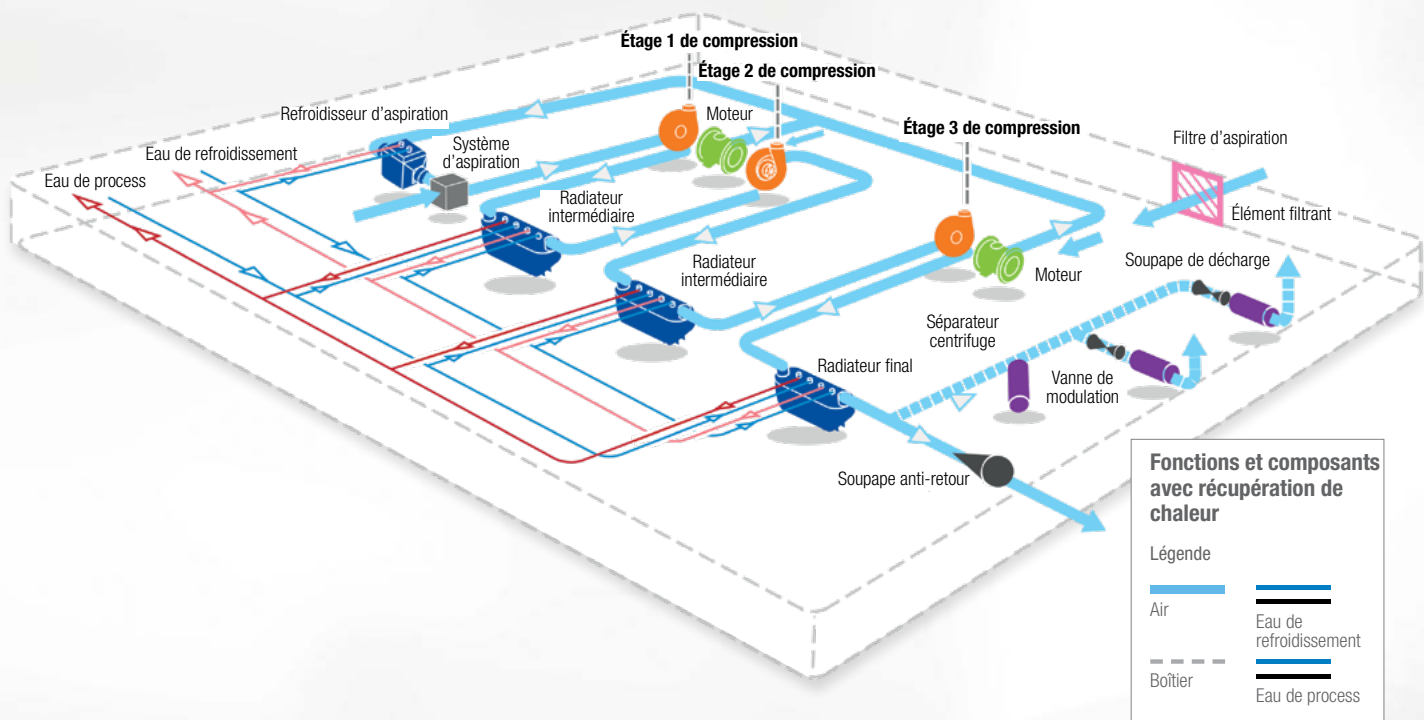 Étage 1 de compression
Étage 2 de compression
Refroidisseur d'aspiration
Moteur
Étage 3 de compression
Filtre d'aspiration
Système
d'aspiration
Eau de refroidissement
Eau de process
Radiateur
intermédiaire
Élément filtrant
Radiateur
intermédiaire
Moteur
Soupape de décharge
Séparateur
centrifuge
Radiateur final
Vanne de
modulation
Soupape anti-retour
Fonctions et composants
avec récupération de
chaleur
Légende
Air
Eau de
refroidissement
Boîtier
Eau de process